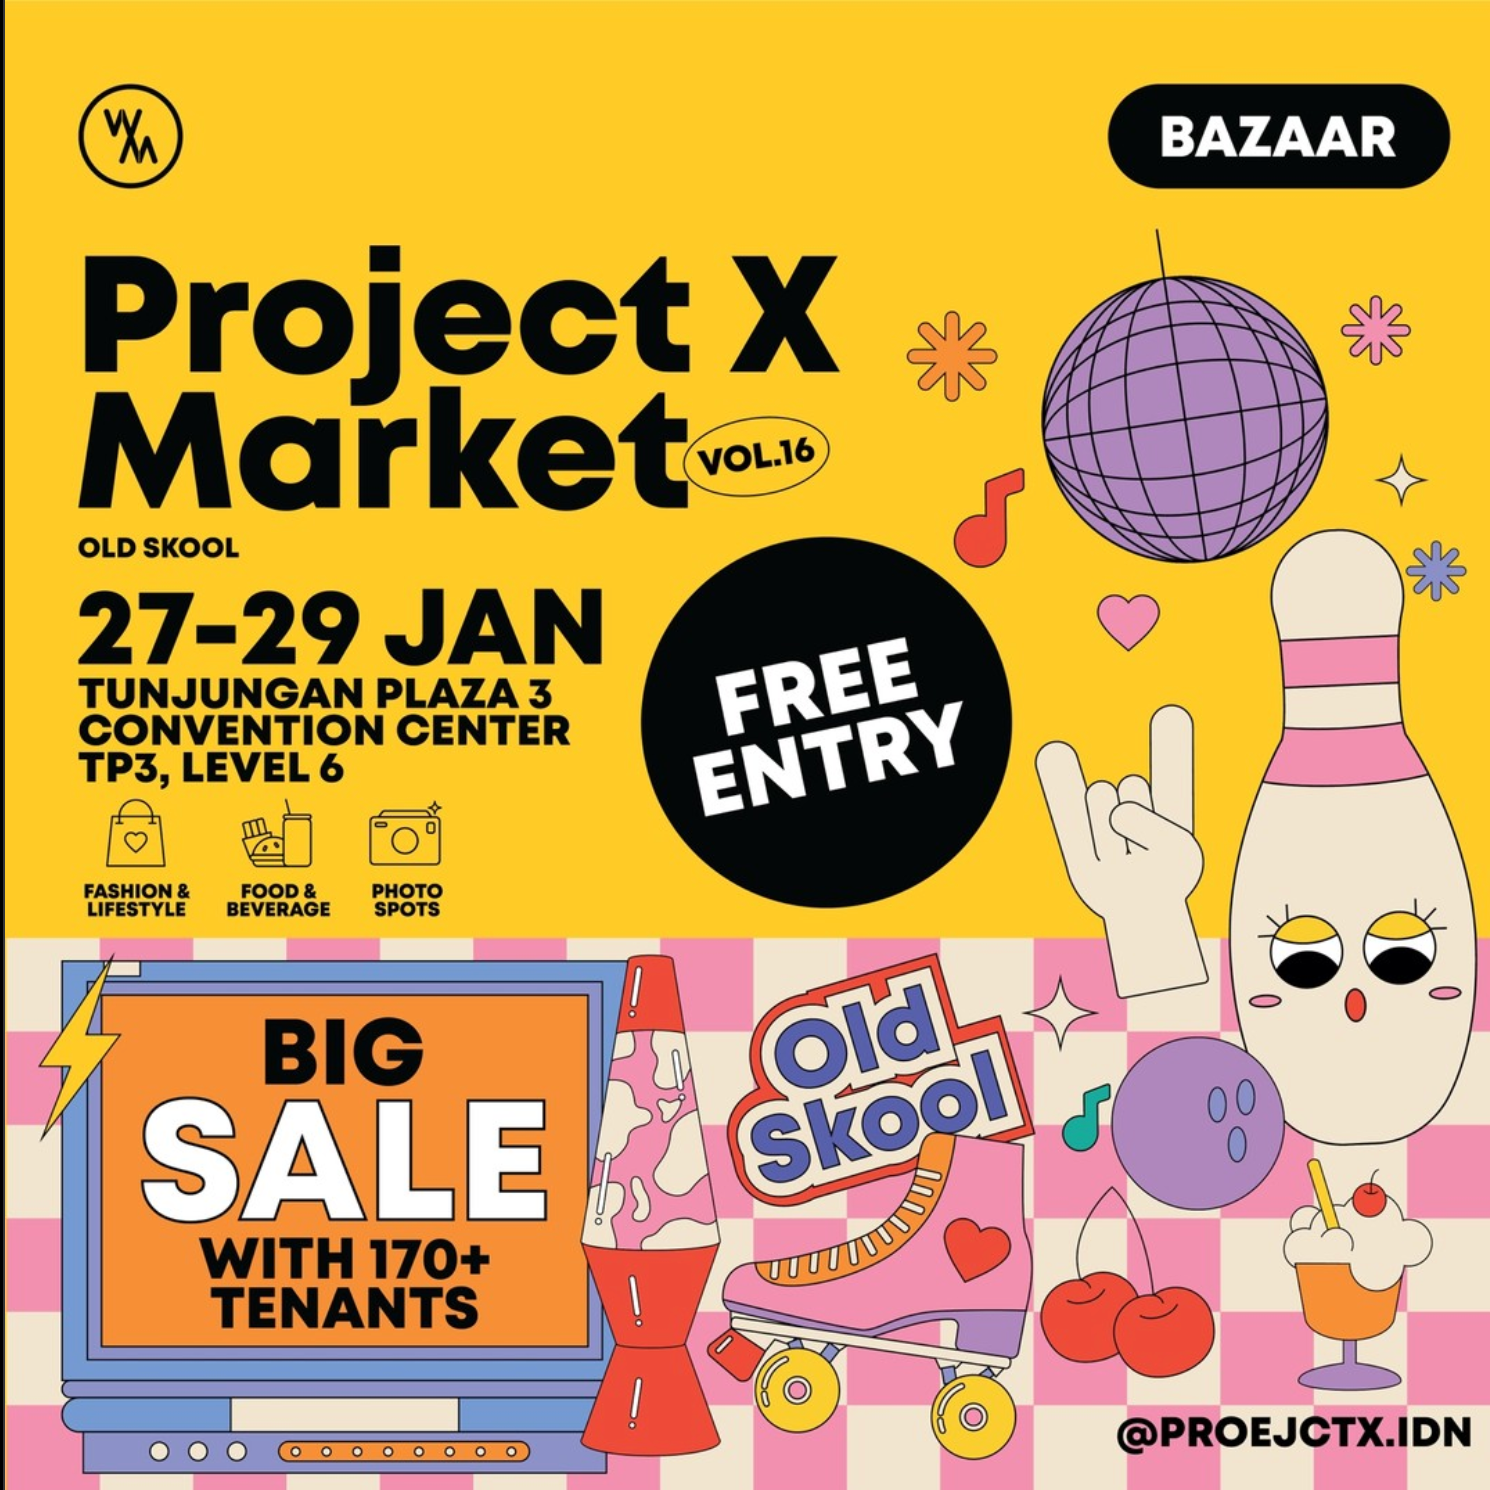 WXM
BAZAAR
Project X
Market
VOL.16
OLD SKOOL
27-29 JAN
TUNJUNGAN PLAZA 3
CONVENTION CENTER
TP3, LEVEL 6
FREE
ENTRY
FASHION &
LIFESTYLE
FOOD &
BEVERAGE
PHOTO
SPOTS
BIG
SALE
WITH 170+
TENANTS
Old
Skool
@PROEJCTX.IDN